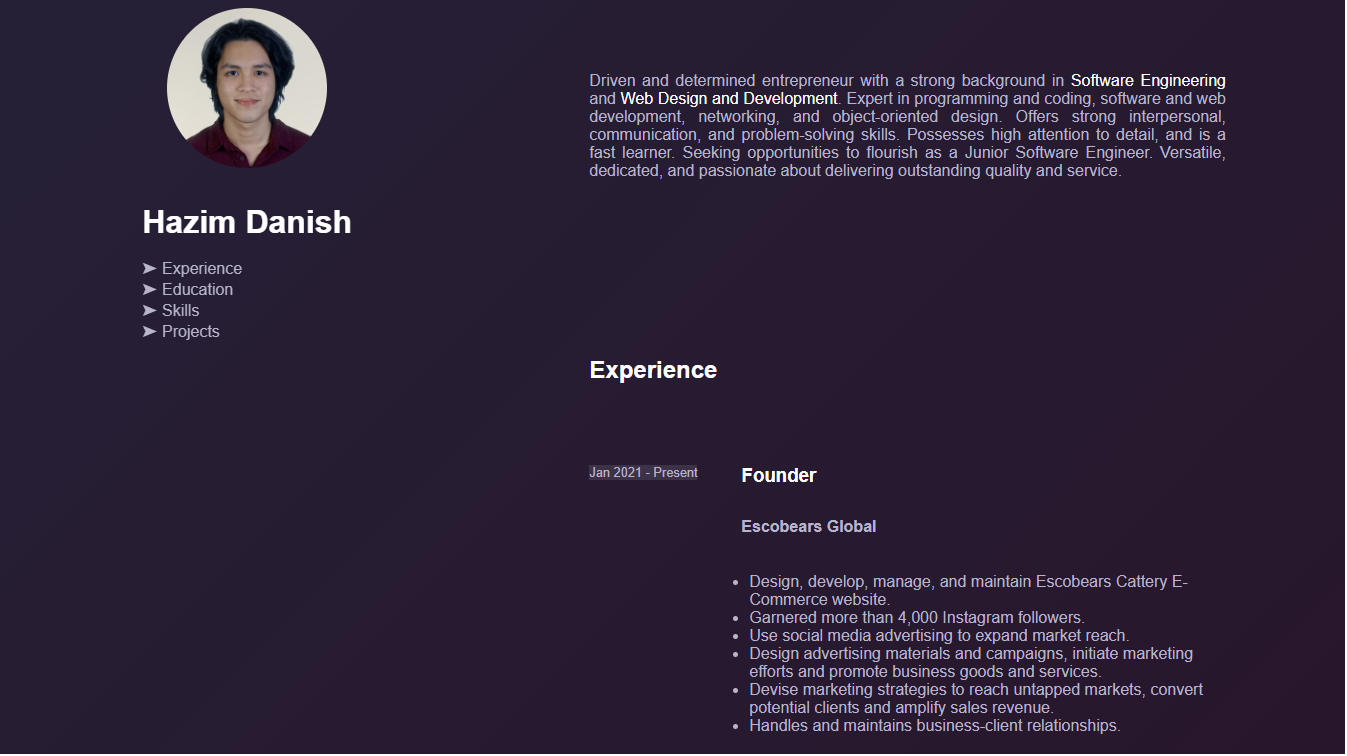 Hazim Danish
➤ Experience
➤ Education
➤ Skills
➤ Projects
Driven and determined entrepreneur with a strong background in Software Engineering
and Web Design and Development. Expert in programming and coding, software and web
development, networking, and object-oriented design. Offers strong interpersonal,
communication, and problem-solving skills. Possesses high attention to detail, and is a
fast learner. Seeking opportunities to flourish as a Junior Software Engineer. Versatile,
dedicated, and passionate about delivering outstanding quality and service.
Experience
Jan 2021 - Present
Founder
Escobears Global
• Design, develop, manage, and maintain Escobears Cattery E-
Commerce website.
• Garnered more than 4,000 Instagram followers.
• Use social media advertising to expand market reach.
• Design advertising materials and campaigns, initiate marketing
efforts and promote business goods and services.
• Devise marketing strategies to reach untapped markets, convert
potential clients and amplify sales revenue.
• Handles and maintains business-client relationships.